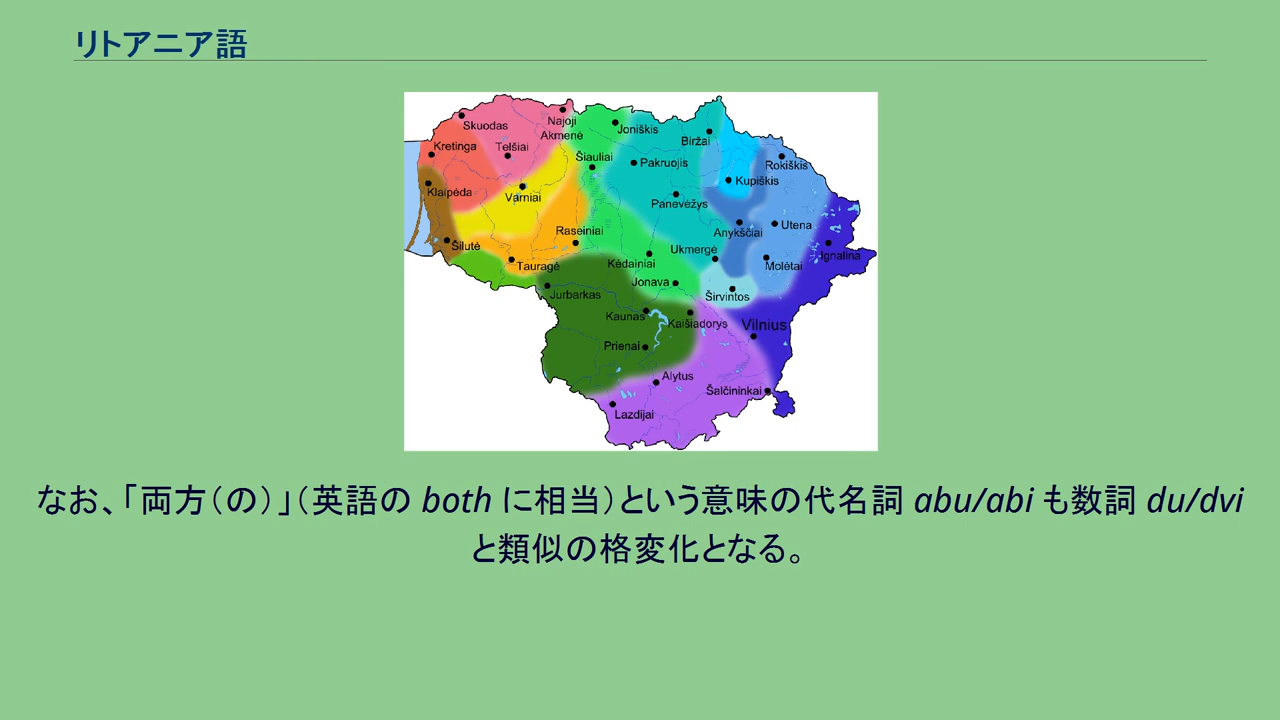 リトアニア語
Skuodas
Najoji
Akmenė
Joniškis
Biržai
Kretinga
Telšiai
Šiauliai
Pakruojis
Rokiškis
Kupiškis
Klaipėda
Varniai
Panevėžys
Raseiniai
Anykščiai
Utena
Šilutė
Tauragė
Kėdainiai
Ukmergė
Molėtai
Ignalina
Jonava
Jurbarkas
Širvintos
Kaunas
Kaišiadorys
Vilnius
Prienai
Alytus
Šalčininkai
Lazdijai
なお、「両方（の）」（英語の both に相当）という意味の代名詞 abu/abi も数詞 du/dvi
と類似の格変化となる。